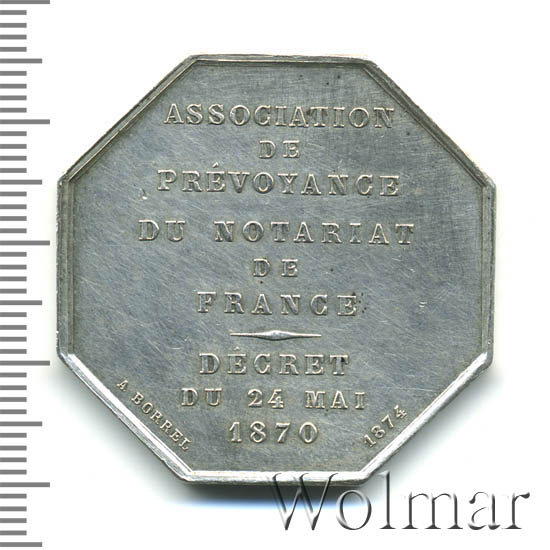 ASSOCIATION
DE
PRÉVOYANCE
DU NOTARIAT
DE
FRANCE
DÉCRET
DU 24 MAI
1870
A BORREL
1874
Wolmar